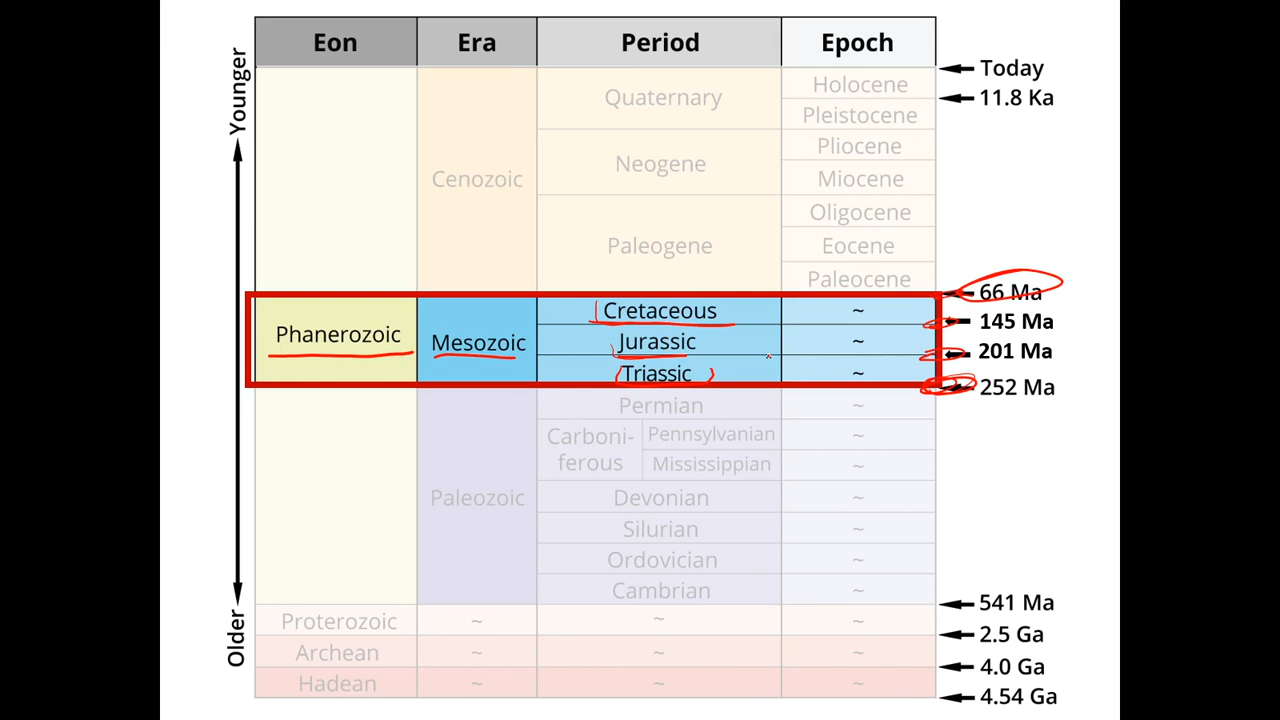 Eon Era Period Epoch
Younger
Today
Quaternary Holocene
11.8 Ka
Pleistocene
Neogene Pliocene
Cenozoic Miocene
Oligocene
Paleogene Eocene
Paleocene
66 Ma
Phanerozoic Mesozoic Cretaceous ~
145 Ma
Jurassic ~
201 Ma
Triassic ~
252 Ma
Permian ~
Carboni-
ferous
Pennsylvanian ~
Mississippian ~
Paleozoic Devonian ~
Silurian ~
Ordovician ~
Cambrian ~
541 Ma
Older
Proterozoic ~ ~ ~
2.5 Ga
Archean ~ ~ ~
4.0 Ga
Hadean ~ ~ ~
4.54 Ga